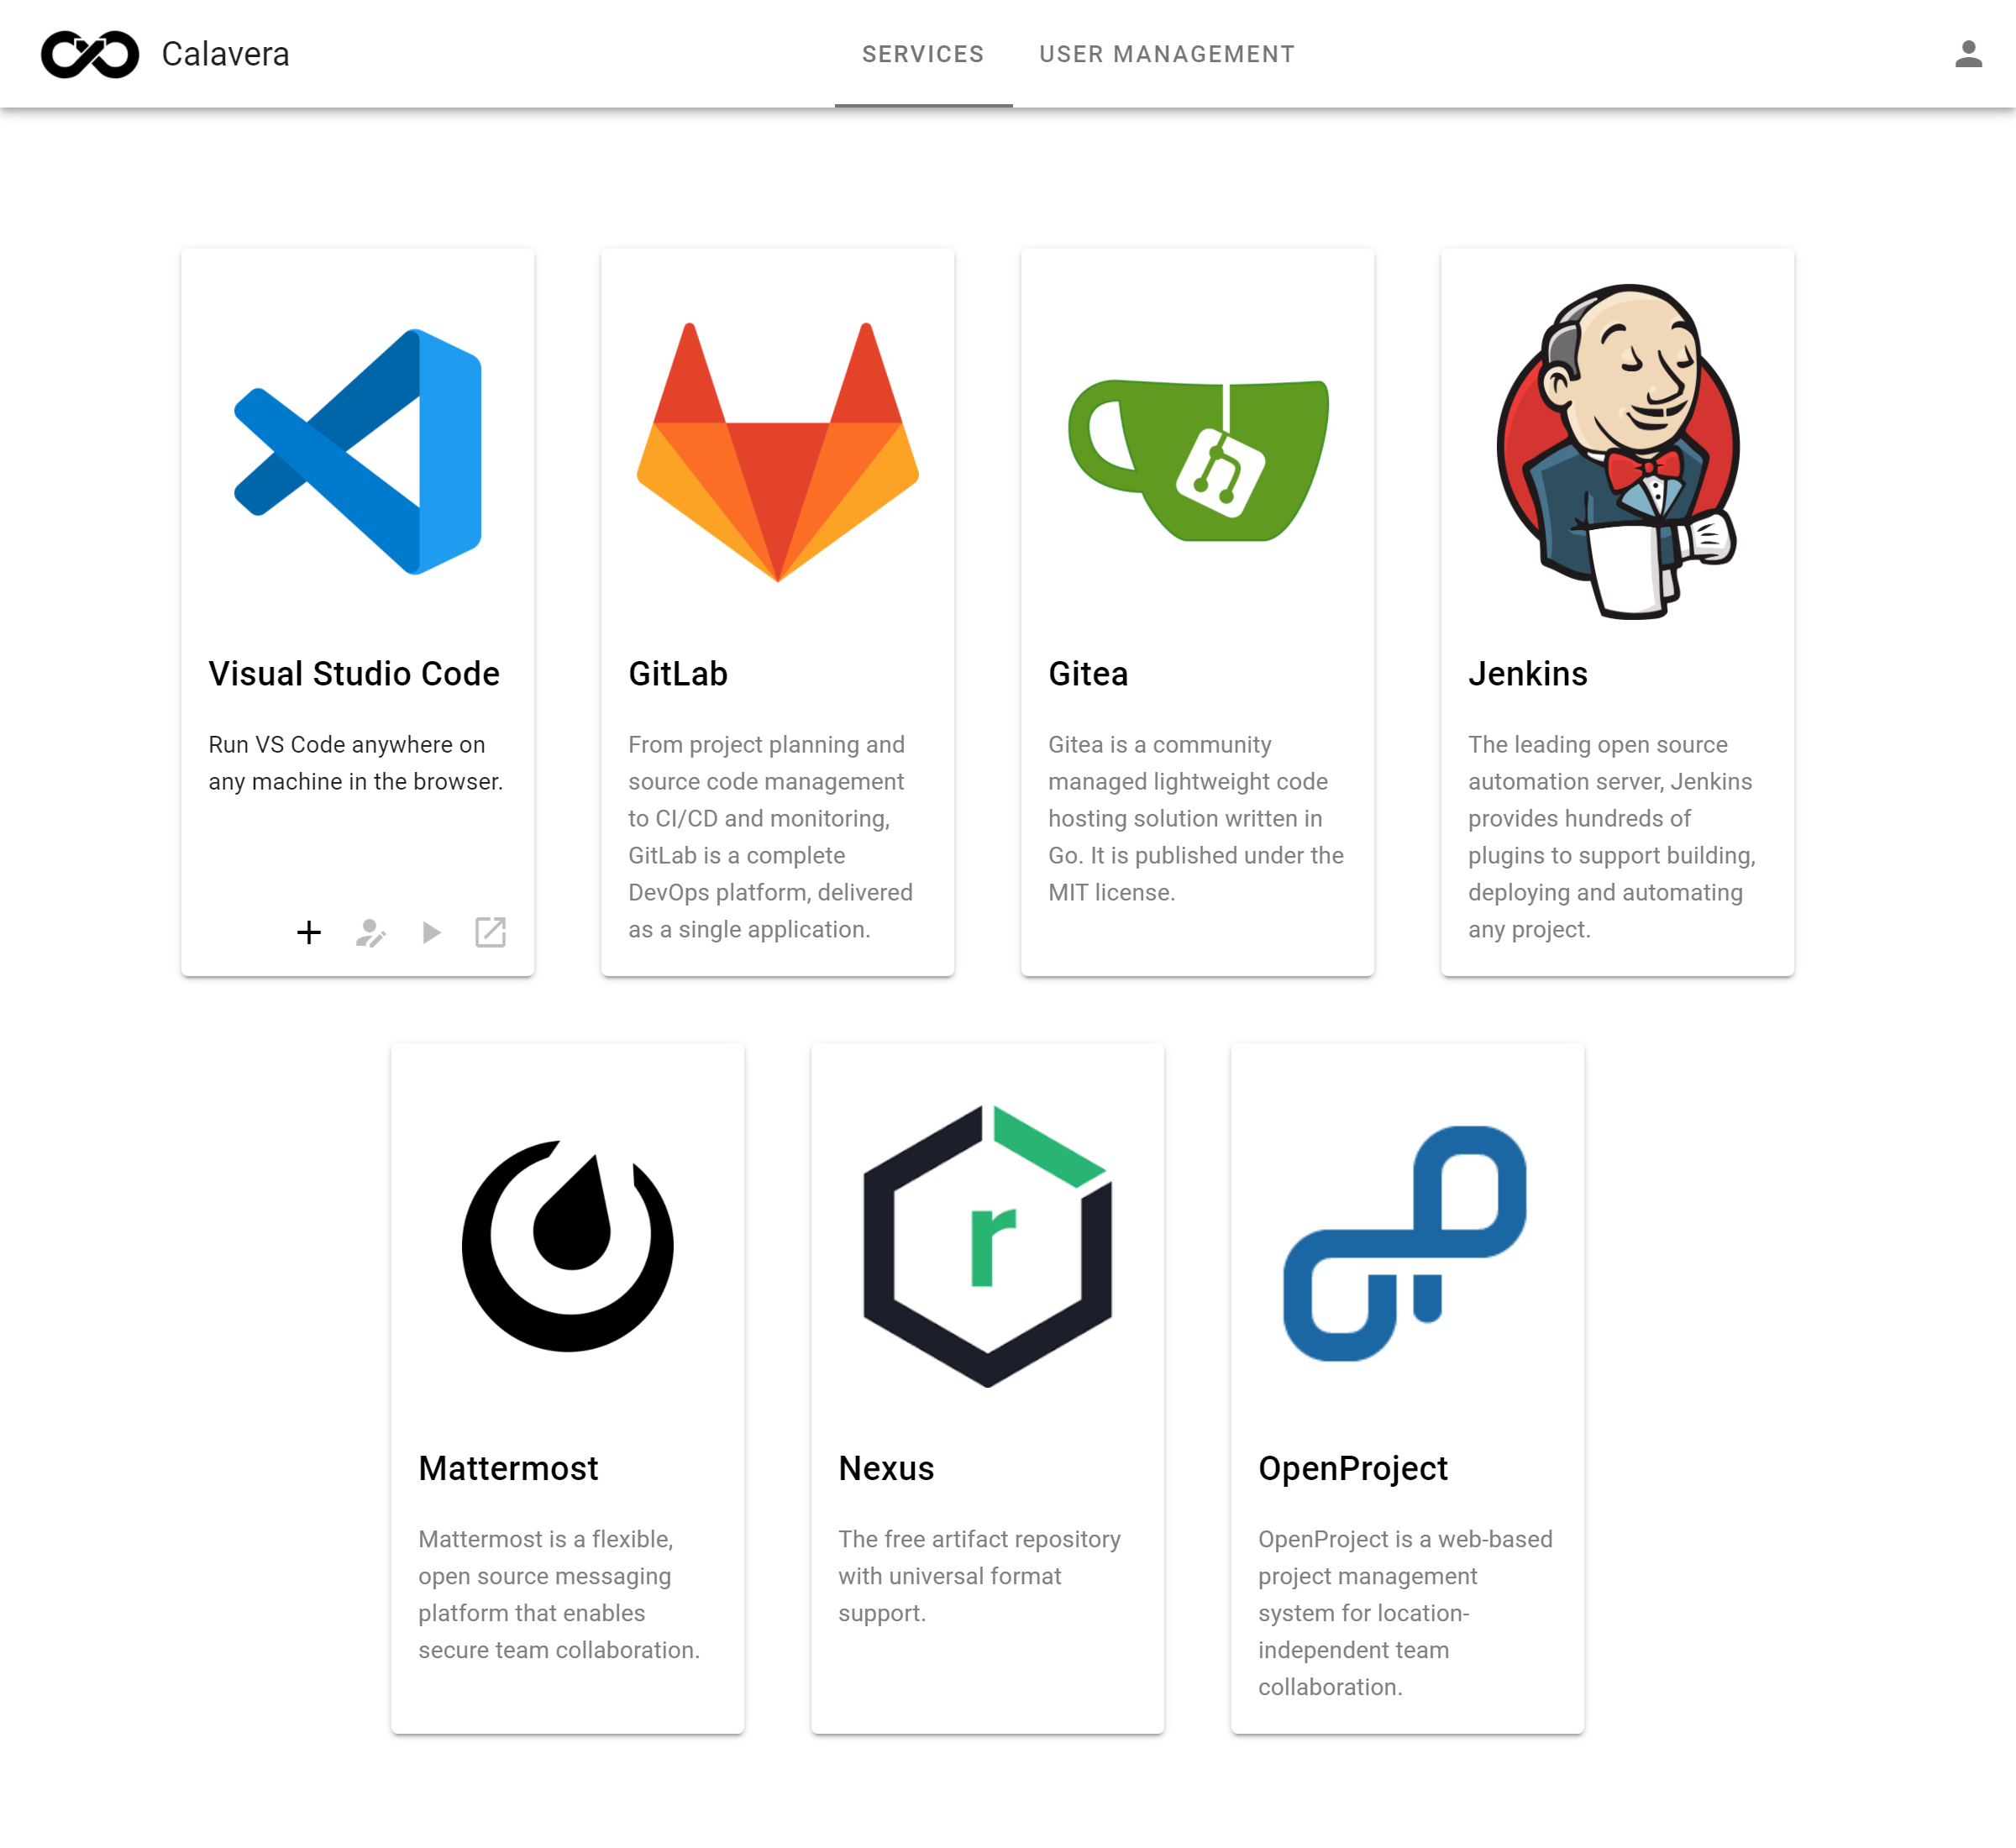 Calavera
SERVICES
USER MANAGEMENT
Visual Studio Code
Run VS Code anywhere on
any machine in the browser.
GitLab
From project planning and
source code management
to CI/CD and monitoring,
GitLab is a complete
DevOps platform, delivered
as a single application.
Gitea
Gitea is a community
managed lightweight code
hosting solution written in
Go. It is published under the
MIT license.
Jenkins
The leading open source
automation server, Jenkins
provides hundreds of
plugins to support building,
deploying and automating
any project.
Mattermost
Mattermost is a flexible,
open source messaging
platform that enables
secure team collaboration.
r
Nexus
The free artifact repository
with universal format
support.
OpenProject
OpenProject is a web-based
project management
system for location-
independent team
collaboration.